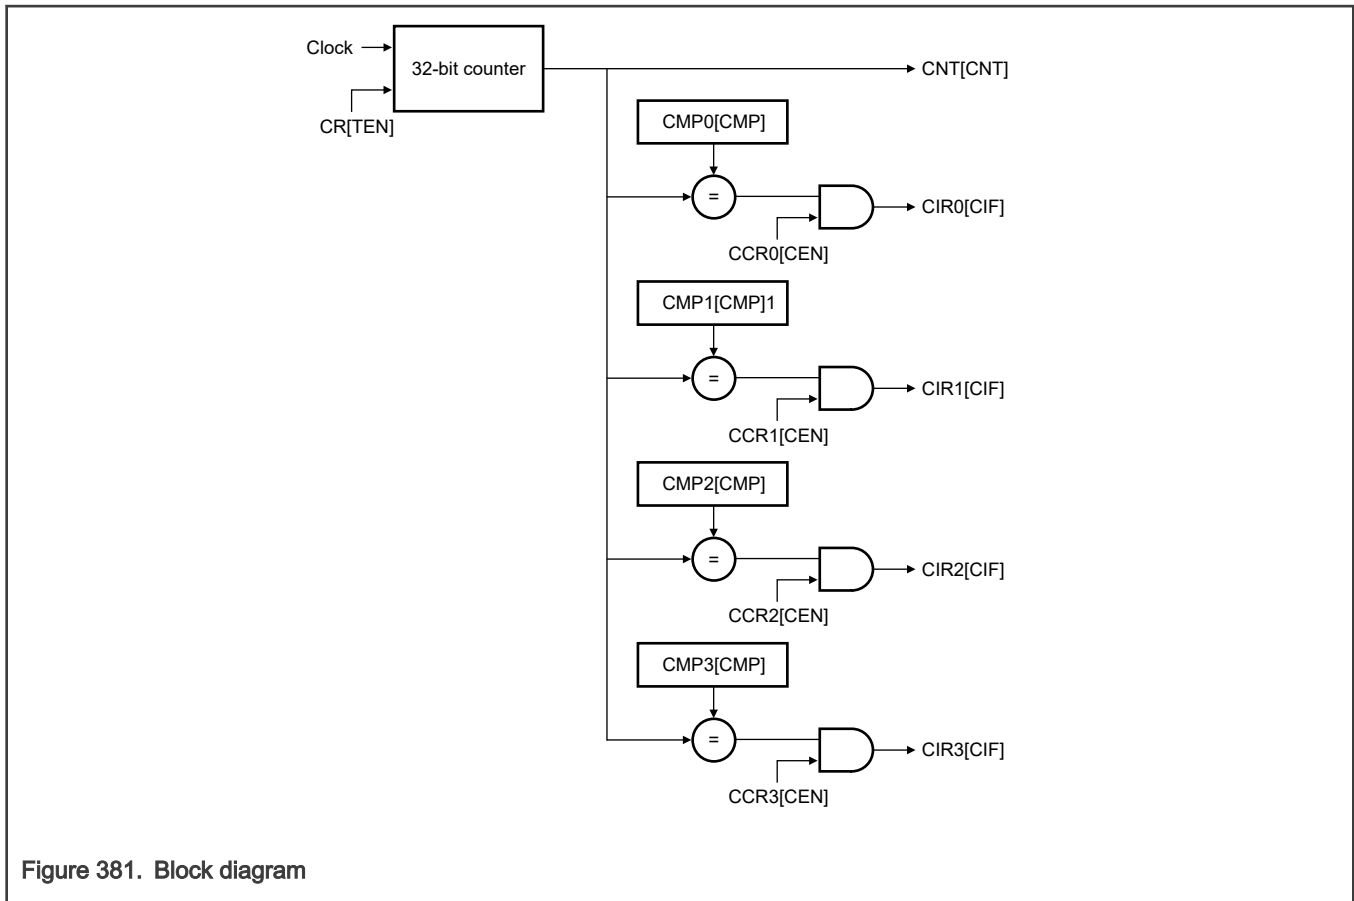 Clock
32-bit counter
CNT[CNT]
CR[TEN]
CMP0[CMP]
=
CIR0[CIF]
CCR0[CEN]
CMP1[CMP]1
=
CIR1[CIF]
CCR1[CEN]
CMP2[CMP]
=
CIR2[CIF]
CCR2[CEN]
CMP3[CMP]
=
CIR3[CIF]
CCR3[CEN]
Figure 381. Block diagram